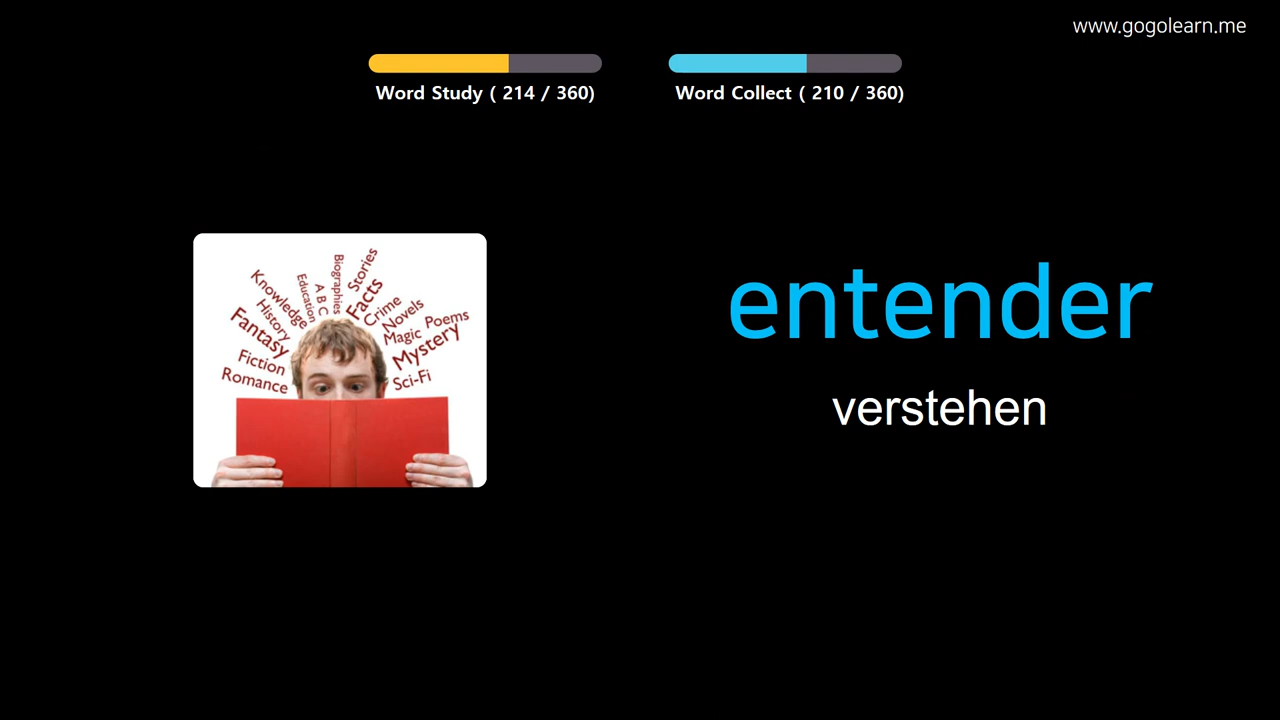 www.gogolearn.me
Word Study ( 214 / 360)
Word Collect ( 210 / 360)
Biographies
Stories
Knowledge
Education
A B C
Facts
History
Crime
Novels
Fantasy
Magic
Poems
Fiction
Mystery
Romance
Sci-Fi
entender
verstehen